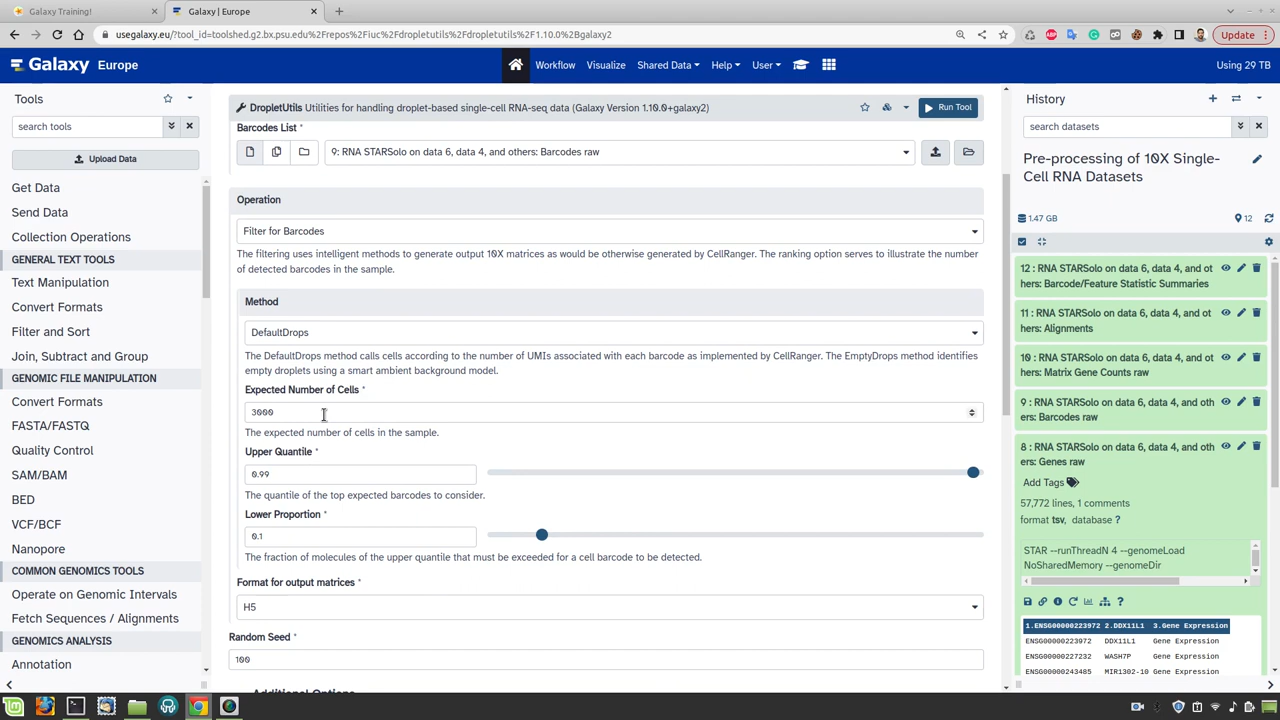 Galaxy Training!
Galaxy | Europe
usegalaxy.eu/?tool_id=toolshed.g2.bx.psu.edu%2Frepos%2Fiuc%2Fdropletutils%2Fdropletutils%2F1.10.0%2Bgalaxy2
Update
Galaxy Europe
Workflow
Visualize
Shared Data
Help
User
Using 29 TB
Tools
search tools
Upload Data
Get Data
Send Data
Collection Operations
GENERAL TEXT TOOLS
Text Manipulation
Convert Formats
Filter and Sort
Join, Subtract and Group
GENOMIC FILE MANIPULATION
Convert Formats
FASTA/FASTQ
Quality Control
SAM/BAM
BED
VCF/BCF
Nanopore
COMMON GENOMICS TOOLS
Operate on Genomic Intervals
Fetch Sequences / Alignments
GENOMICS ANALYSIS
Annotation
DropletUtils Utilities for handling droplet-based single-cell RNA-seq data (Galaxy Version 1.10.0+galaxy2)
Run Tool
Barcodes List *
9: RNA STARSolo on data 6, data 4, and others: Barcodes raw
Operation
Filter for Barcodes
The filtering uses intelligent methods to generate output 10X matrices as would be otherwise generated by CellRanger. The ranking option serves to illustrate the number
of detected barcodes in the sample.
Method
DefaultDrops
The DefaultDrops method calls cells according to the number of UMIs associated with each barcode as implemented by CellRanger. The EmptyDrops method identifies
empty droplets using a smart ambient background model.
Expected Number of Cells *
3000
The expected number of cells in the sample.
Upper Quantile *
0.99
The quantile of the top expected barcodes to consider.
Lower Proportion *
0.1
The fraction of molecules of the upper quantile that must be exceeded for a cell barcode to be detected.
Format for output matrices *
H5
Random Seed *
100
Additional Options
History
search datasets
Pre-processing of 10X Single-
Cell RNA Datasets
1.47 GB
12
12 : RNA STARSolo on data 6, data 4, and ot
hers: Barcode/Feature Statistic Summaries
11 : RNA STARSolo on data 6, data 4, and ot
hers: Alignments
10 : RNA STARSolo on data 6, data 4, and ot
hers: Matrix Gene Counts raw
9 : RNA STARSolo on data 6, data 4, and oth
ers: Barcodes raw
8 : RNA STARSolo on data 6, data 4, and oth
ers: Genes raw
Add Tags
57,772 lines, 1 comments
format tsv, database ?
STAR --runThreadN 4 --genomeLoad
NoSharedMemory --genomeDir
1.ENSG00000223972 2.DDX11L1 3.Gene Expression
ENSG00000223972 DDX11L1 Gene Expression
ENSG00000227232 WASH7P Gene Expression
ENSG00000243485 MIR1302-10 Gene Expression